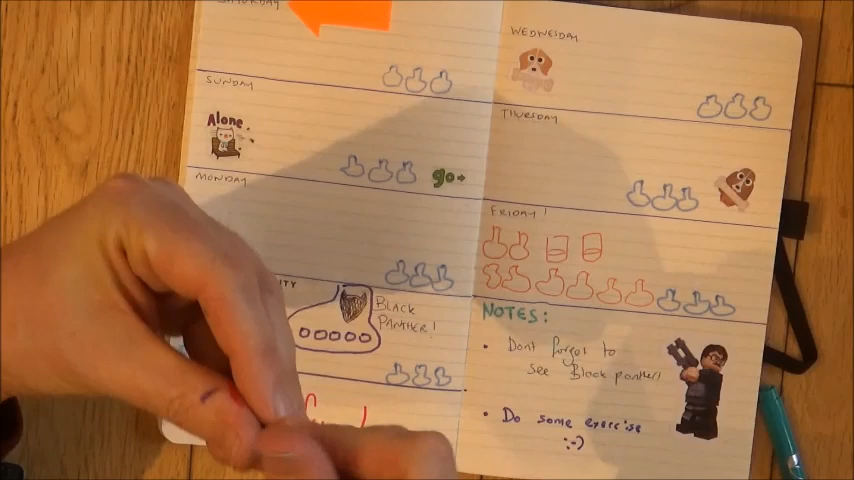 SATURDAY
SUNDAY
Alone
go
MONDAY
BLACK
PANTHER!
WEDNESDAY
THURSDAY
FRIDAY!
NOTES:
• Dont forget to
see Black panther!!
• Do some exercise
:-)